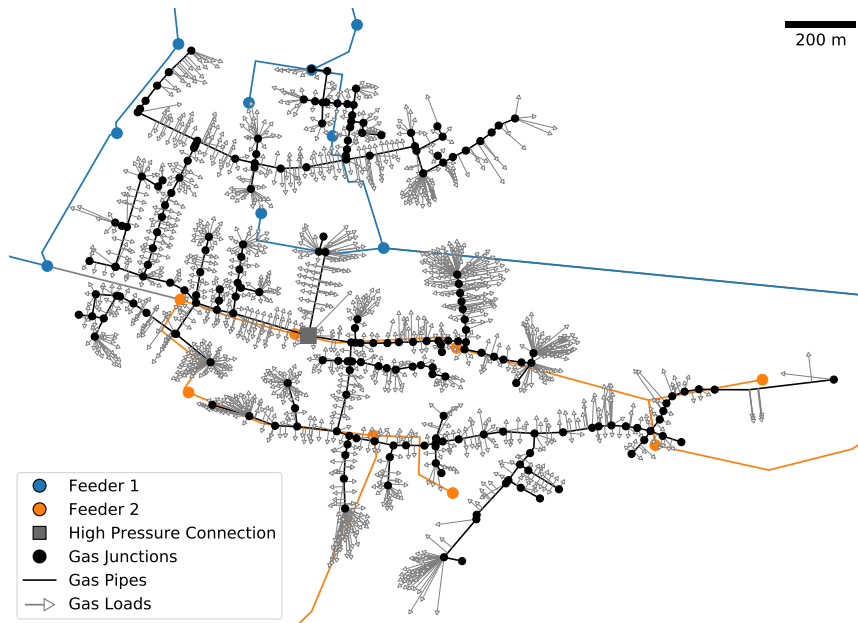 200 m
Feeder 1
Feeder 2
High Pressure Connection
Gas Junctions
Gas Pipes
Gas Loads